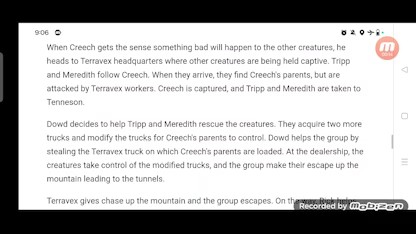 9:06
00:11
When Creech gets the sense something bad will happen to the other creatures, he
heads to Terravex headquarters where other creatures are being held captive. Tripp
and Meredith follow Creech. When they arrive, they find Creech's parents, but are
attacked by Terravex workers. Creech is captured, and Tripp and Meredith are taken to
Tenneson.
Dowd decides to help Tripp and Meredith rescue the creatures. They acquire two more
trucks and modify the trucks for Creech's parents to control. Dowd helps the group by
stealing the Terravex truck on which Creech's parents are loaded. At the dealership, the
creatures take control of the modified trucks, and the group make their escape up the
mountain leading to the tunnels.
Terravex gives chase up the mountain and the group escapes. On the way, Rick helps
Recorded by mobizen